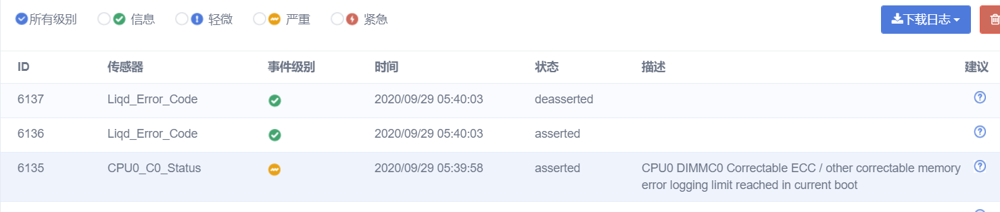 所有级别 信息 轻微 严重 紧急 下载日志
ID 传感器 事件级别 时间 状态 描述 建议
6137 Liqd_Error_Code 2020/09/29 05:40:03 deasserted
6136 Liqd_Error_Code 2020/09/29 05:40:03 asserted
6135 CPU0_C0_Status 2020/09/29 05:39:58 asserted CPU0 DIMMC0 Correctable ECC / other correctable memory
error logging limit reached in current boot